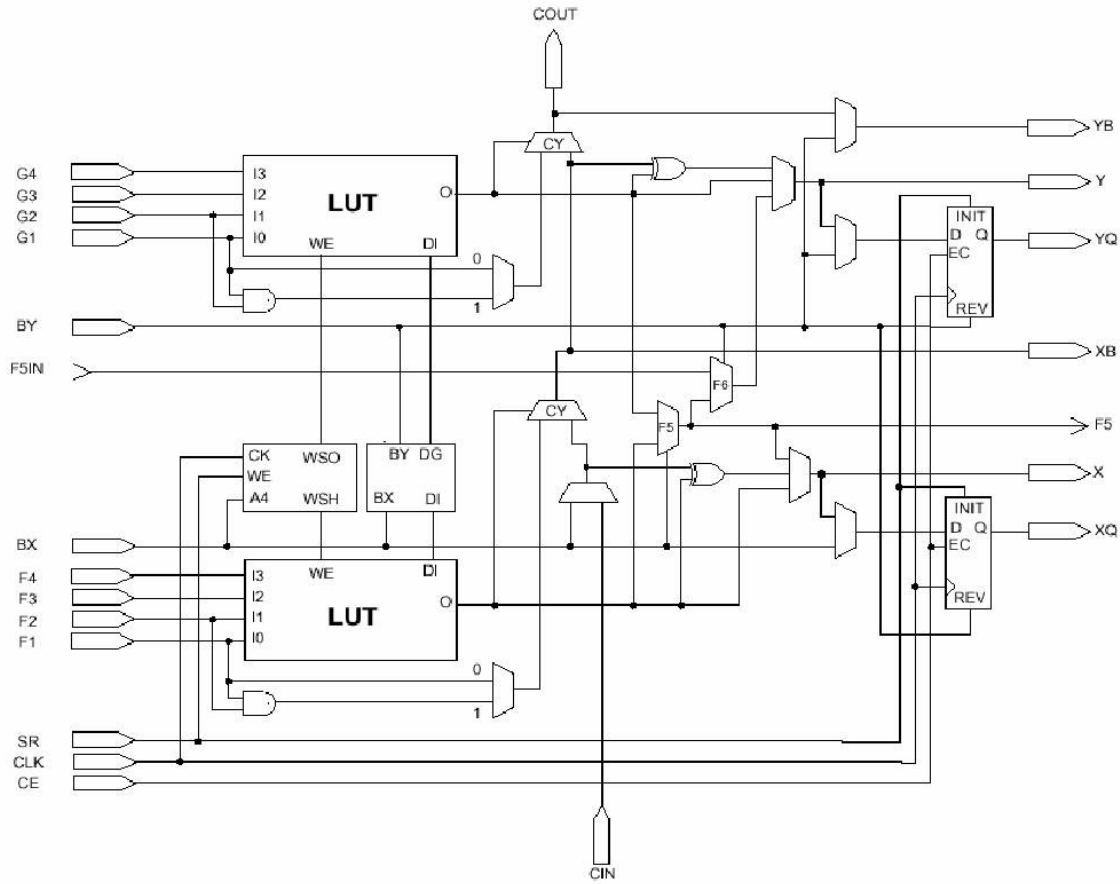 COUT
YB
CY
G4
I3
G3
I2
LUT
O
Y
G2
I1
INIT
G1
I0
D Q
YQ
WE
DI
EC
0
1
REV
BY
XB
F5IN
F6
CY
F5
F5
CK
WSO
BY DG
WE
X
A4
WSH
BX
DI
INIT
D Q
XQ
BX
EC
WE
DI
F4
I3
F3
I2
LUT
O
REV
F2
I1
F1
I0
0
1
SR
CLK
CE
CIN